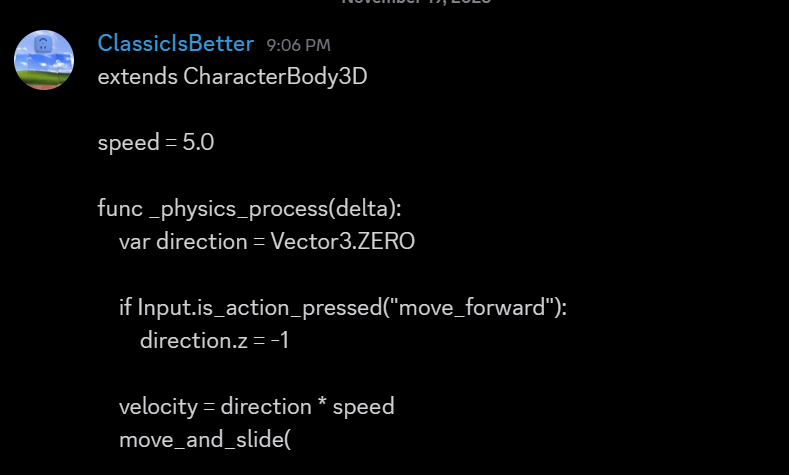 ClassicIsBetter 9:06 PM
extends CharacterBody3D
speed = 5.0
func _physics_process(delta):
var direction = Vector3.ZERO
if Input.is_action_pressed("move_forward"):
direction.z = -1
velocity = direction * speed
move_and_slide(